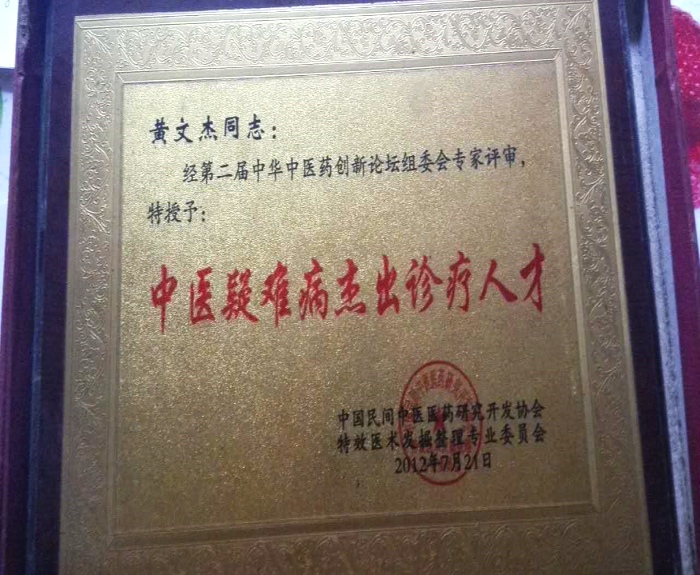 黄文杰同志：
经第二届中华中医药创新论坛组委会专家评审，
特授予：
中医疑难病杰出诊疗人才
中国民间中医医药研究开发协会
特效医术发掘整理专业委员会
2012年7月21日